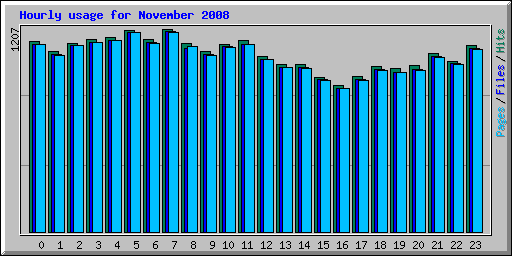 Hourly usage for November 2008
1207
Pages / Files / Hits
0 1 2 3 4 5 6 7 8 9 10 11 12 13 14 15 16 17 18 19 20 21 22 23